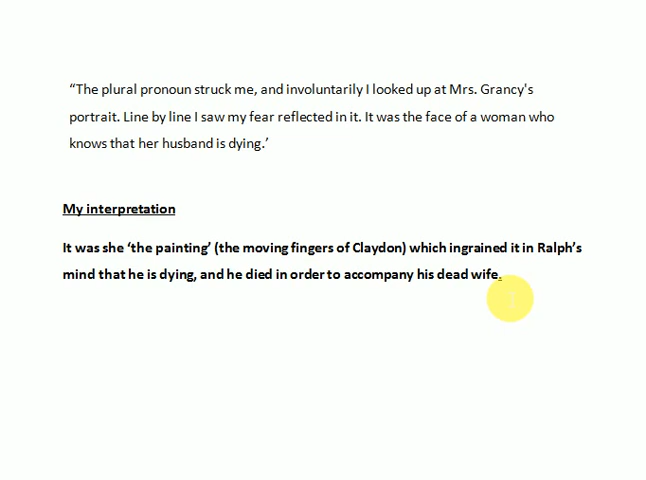 “The plural pronoun struck me, and involuntarily I looked up at Mrs. Grancy's
portrait. Line by line I saw my fear reflected in it. It was the face of a woman who
knows that her husband is dying.’
My interpretation
It was she ‘the painting’ (the moving fingers of Claydon) which ingrained it in Ralph’s
mind that he is dying, and he died in order to accompany his dead wife.